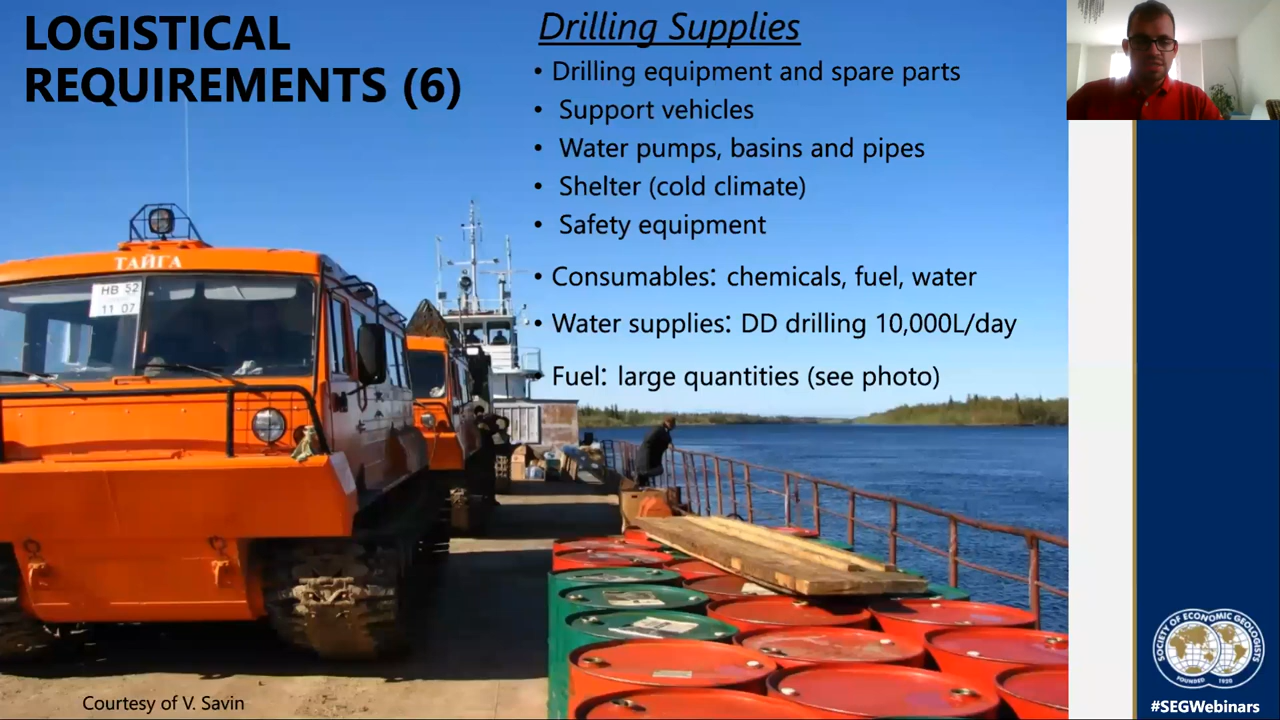 LOGISTICAL
REQUIREMENTS (6)
Drilling Supplies
• Drilling equipment and spare parts
• Support vehicles
• Water pumps, basins and pipes
• Shelter (cold climate)
• Safety equipment
• Consumables: chemicals, fuel, water
• Water supplies: DD drilling 10,000L/day
• Fuel: large quantities (see photo)
ТАЙГА
НВ 52
11 07
Courtesy of V. Savin
SOCIETY OF ECONOMIC GEOLOGISTS
FOUNDED 1920
#SEGWebinars